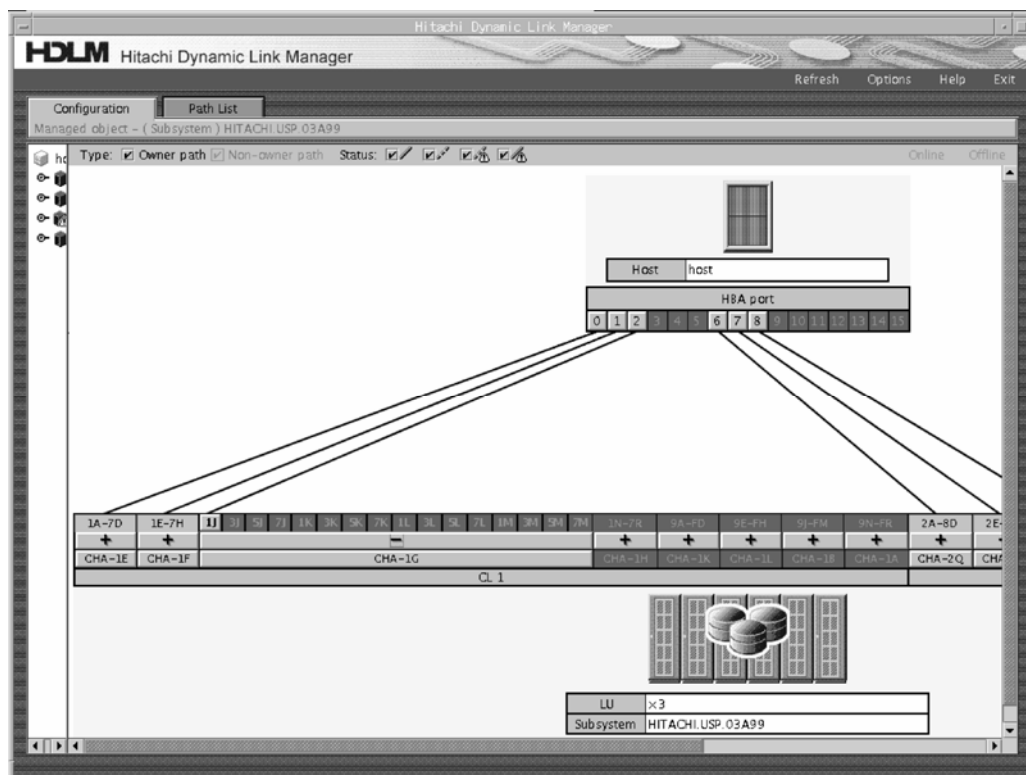 Hitachi Dynamic Link Manager
HDLM Hitachi Dynamic Link Manager
Refresh Options Help Exit
Configuration Path List
Managed object - ( Subsystem ) HITACHI.USP.03A99
Type: Owner path Non-owner path Status: Online Offline
Host host
HBA port
0 1 2 3 4 5 6 7 8 9 10 11 12 13 14 15
1A-7D 1E-7H 1J 3J 5J 7J 1K 3K 5K 7K 1L 3L 5L 7L 1M 3M 5M 7M 1N-7R 9A-FD 9E-FH 9J-FM 9N-FR 2A-8D 2E-
+ + - + + + + + + +
CHA-1E CHA-1F CHA-1G CHA-1H CHA-1K CHA-1L CHA-1B CHA-1A CHA-2Q CHA
CL 1
LU ×3
Subsystem HITACHI.USP.03A99